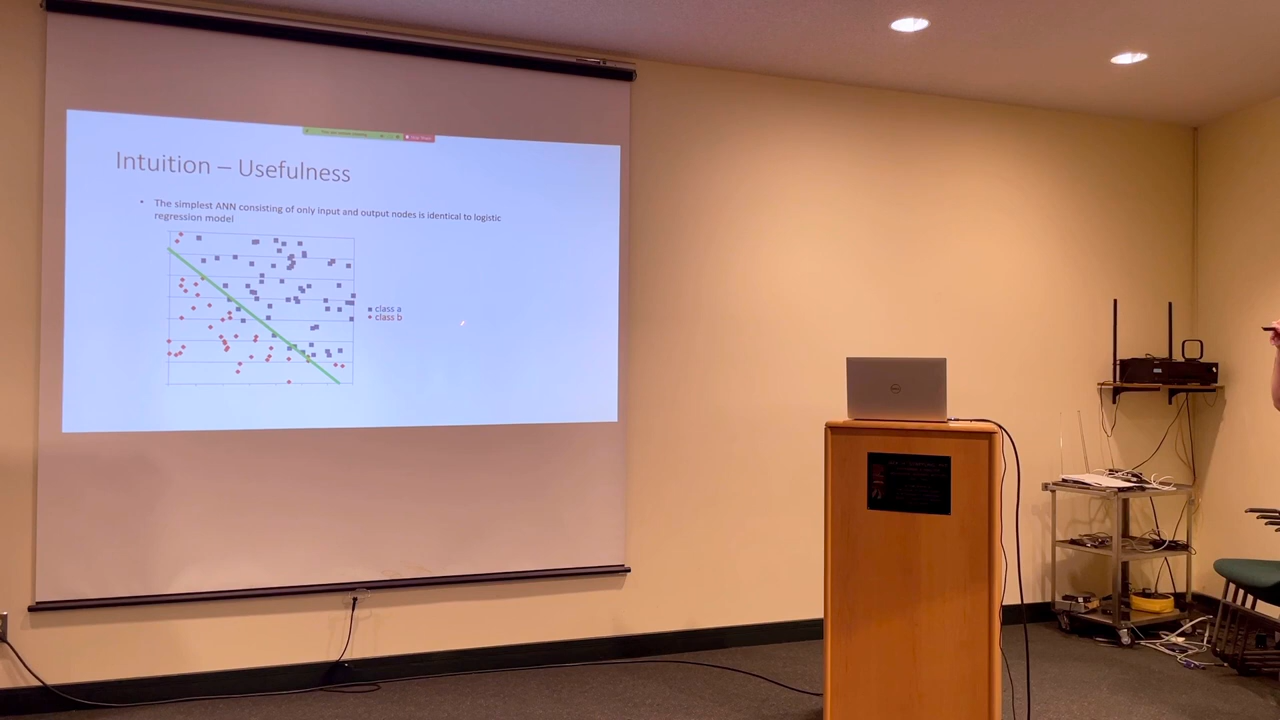 Intuition – Usefulness
• The simplest ANN consisting of only input and output nodes is identical to logistic
regression model
class a
class b
DELL